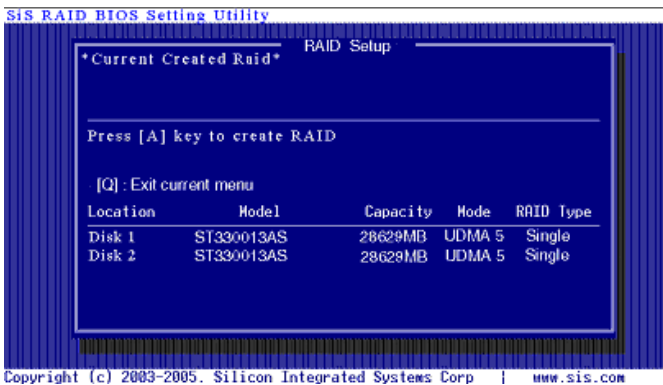 SiS RAID BIOS Setting Utility
RAID Setup
*Current Created Raid*
Press [A] key to create RAID
[Q] : Exit current menu
Location Model Capacity Mode RAID Type
Disk 1 ST330013AS 28629MB UDMA 5 Single
Disk 2 ST330013AS 28629MB UDMA 5 Single
Copyright (c) 2003-2005. Silicon Integrated Systems Corp | www.sis.com